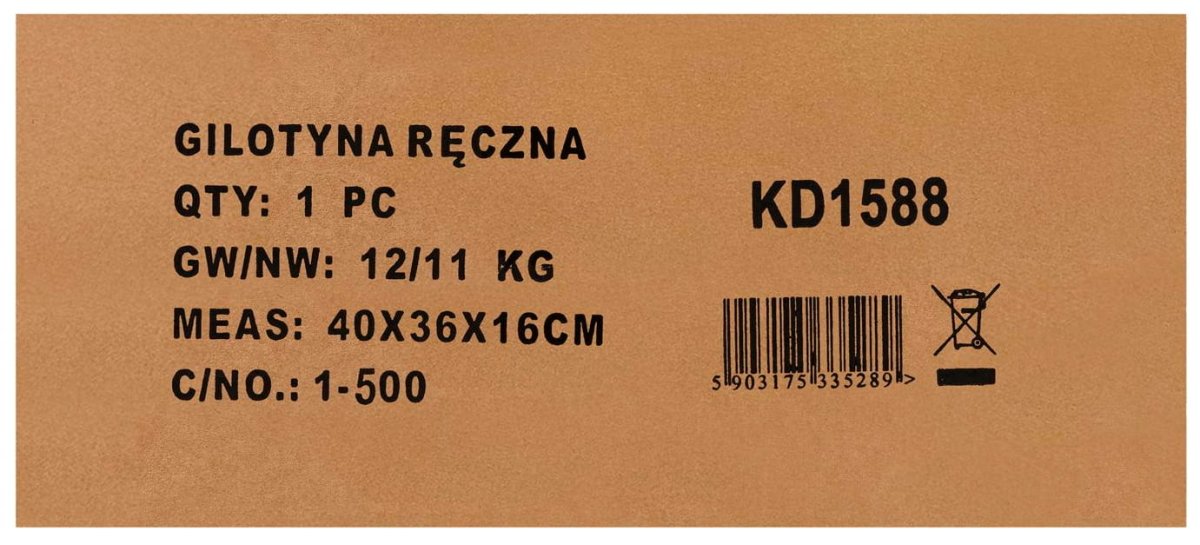 GILOTYNA RĘCZNA
QTY: 1 PC
GW/NW: 12/11 KG
MEAS: 40X36X16CM
C/NO.: 1-500
KD1588
5 903175 335289 >